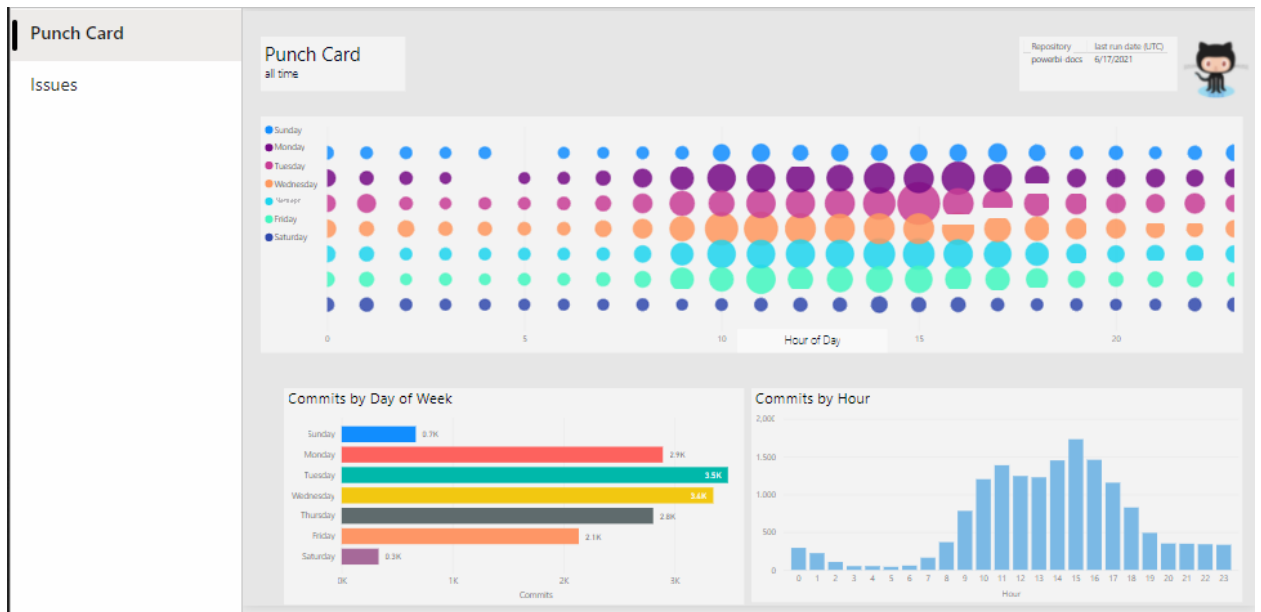 Punch Card
Issues
Punch Card
all time
Repository last run date (UTC)
powerbi-docs 6/17/2021
Sunday
Monday
Tuesday
Wednesday
Friday
Saturday
0 5 10 15 20
Hour of Day
Commits by Day of Week
Sunday 0.7K
Monday 2.9K
Tuesday 3.5K
Wednesday
Thursday 2.8K
Friday 2.1K
Saturday 0.3K
0K 1K 2K 3K
Commits
Commits by Hour
2,000
1,500
1,000
500
0
0 1 2 3 4 5 6 7 8 9 10 11 12 13 14 15 16 17 18 19 20 21 22 23
Hour